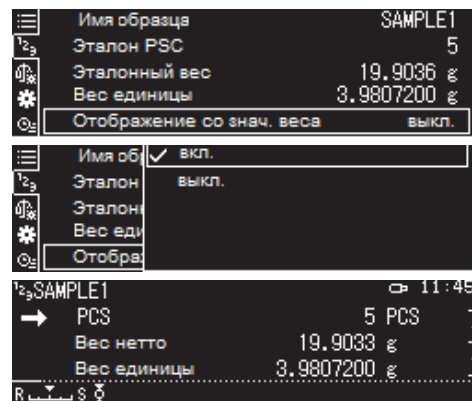 Имя образца SAMPLE1
Эталон PSC 5
Эталонный вес 19.9036 g
Вес единицы 3.9807200 g
Отображение со знач. веса выкл.
Имя об вкл.
Эталон выкл.
Эталон
Вес еди
Отобра
123SAMPLE1 11:45
PCS 5 PCS
Вес нетто 19.9033 g
Вес единицы 3.9807200 g
R S